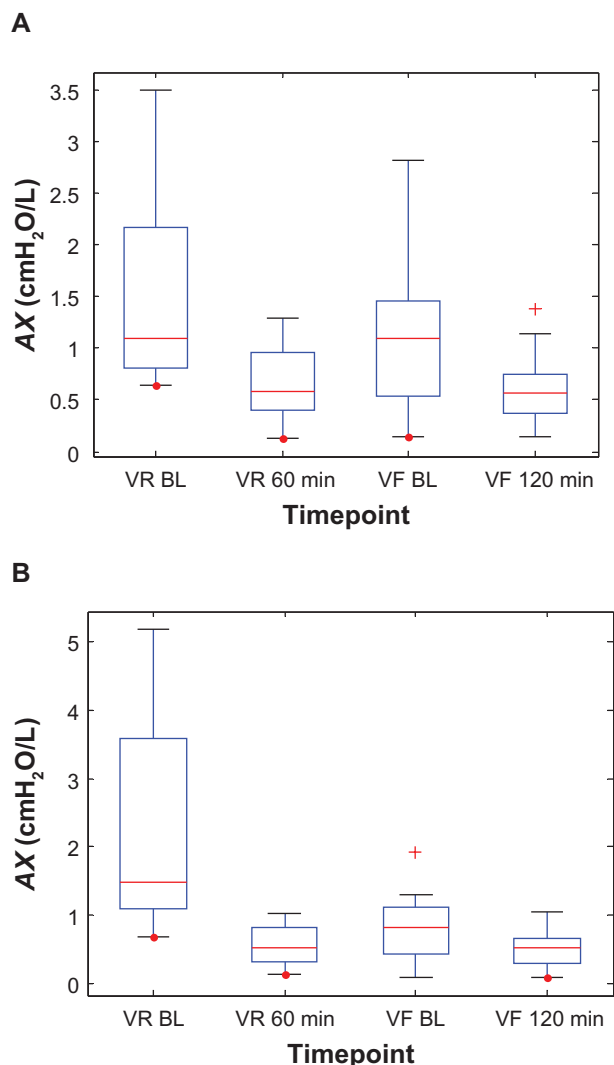 A
AX (cmH₂O/L)
3.5
3
2.5
2
1.5
1
0.5
0
VR BL VR 60 min VF BL VF 120 min
Timepoint
B
AX (cmH₂O/L)
5
4
3
2
1
0
VR BL VR 60 min VF BL VF 120 min
Timepoint